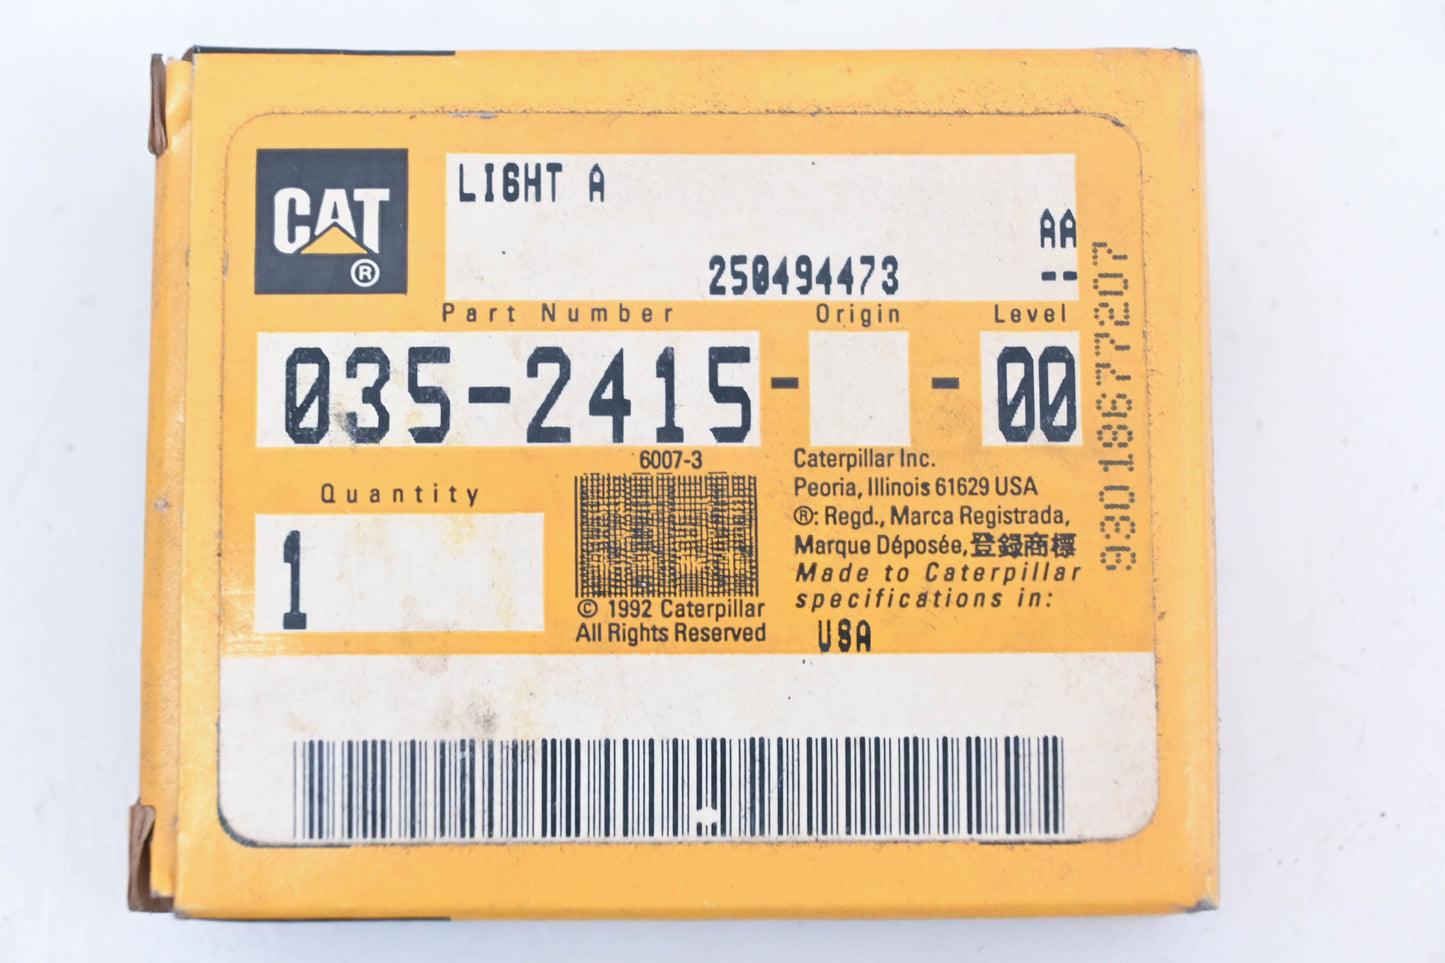 CAT
®
LIGHT A
AA
250494473 --
Part Number Origin Level
035-2415- - 00
Quantity
1
6007-3
© 1992 Caterpillar
All Rights Reserved
Caterpillar Inc.
Peoria, Illinois 61629 USA
®: Regd., Marca Registrada,
Marque Déposée, 登録商標
Made to Caterpillar
specifications in:
USA
93018677207